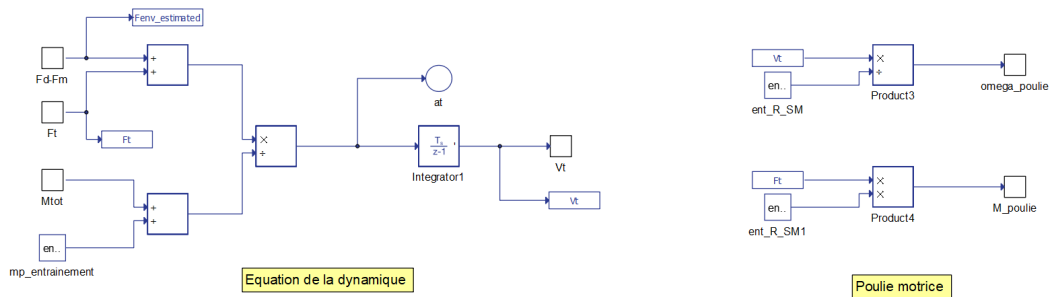 Fenv_estimated
Fd-Fm
+
+
Ft
Ft
Mtot
+
+
en..
mp_entrainement
×
÷
at
Ts
z-1
Integrator1
Vt
Vt
Equation de la dynamique
Vt
en..
ent_R_SM
×
÷
Product3
omega_poulie
Ft
en..
ent_R_SM1
×
×
Product4
M_poulie
Poulie motrice